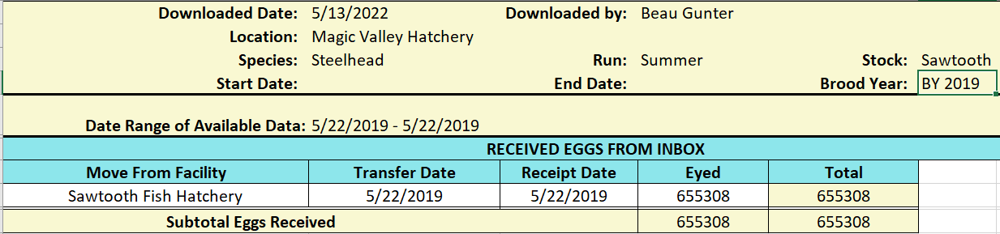 Downloaded Date: 5/13/2022 Downloaded by: Beau Gunter
Location: Magic Valley Hatchery
Species: Steelhead Run: Summer Stock: Sawtooth
Start Date: End Date: Brood Year: BY 2019
Date Range of Available Data: 5/22/2019 - 5/22/2019
RECEIVED EGGS FROM INBOX
Move From Facility Transfer Date Receipt Date Eyed Total
Sawtooth Fish Hatchery 5/22/2019 5/22/2019 655308 655308
Subtotal Eggs Received 655308 655308